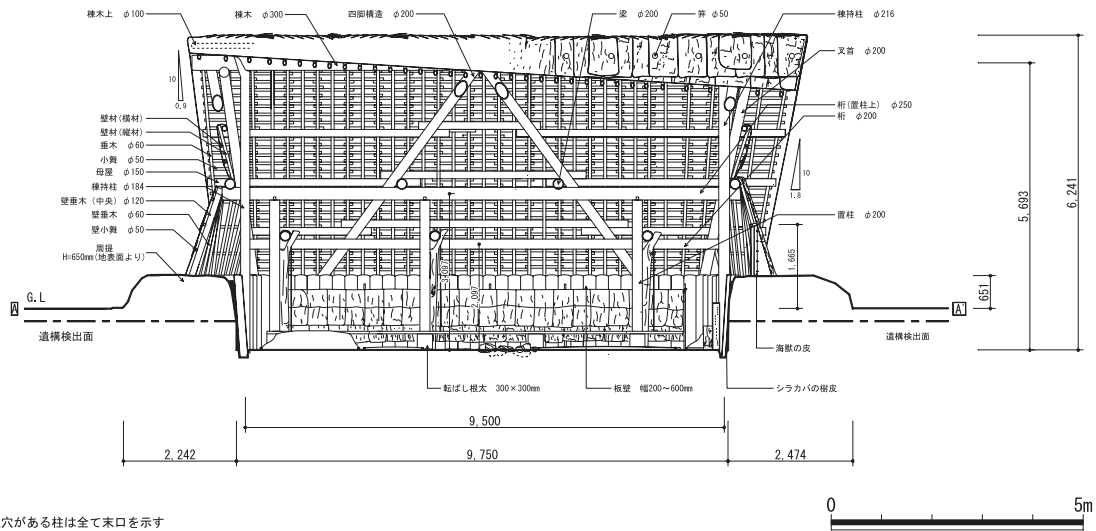 棟木上 φ100
棟木 φ300
四脚構造 φ200
梁 φ200
笄 φ50
棟持柱 φ216
叉首 φ200
桁(置柱上) φ250
桁 φ200
10
0.9
壁材(横材)
壁材(縦材)
垂木 φ60
小舞 φ50
母屋 φ150
棟持柱 φ184
壁垂木(中央) φ120
壁垂木 φ60
壁小舞 φ50
周提
H=650mm(地表面より)
10
1.8
置柱 φ200
5,693
6,241
1,665
3,097
2,097
651
G.L
A
A'
遺構検出面
遺構検出面
海獣の皮
転ばし根太 300×300mm
板壁 幅200~600mm
シラカバの樹皮
9,500
2,242
9,750
2,474
穴がある柱は全て末口を示す
0
5m